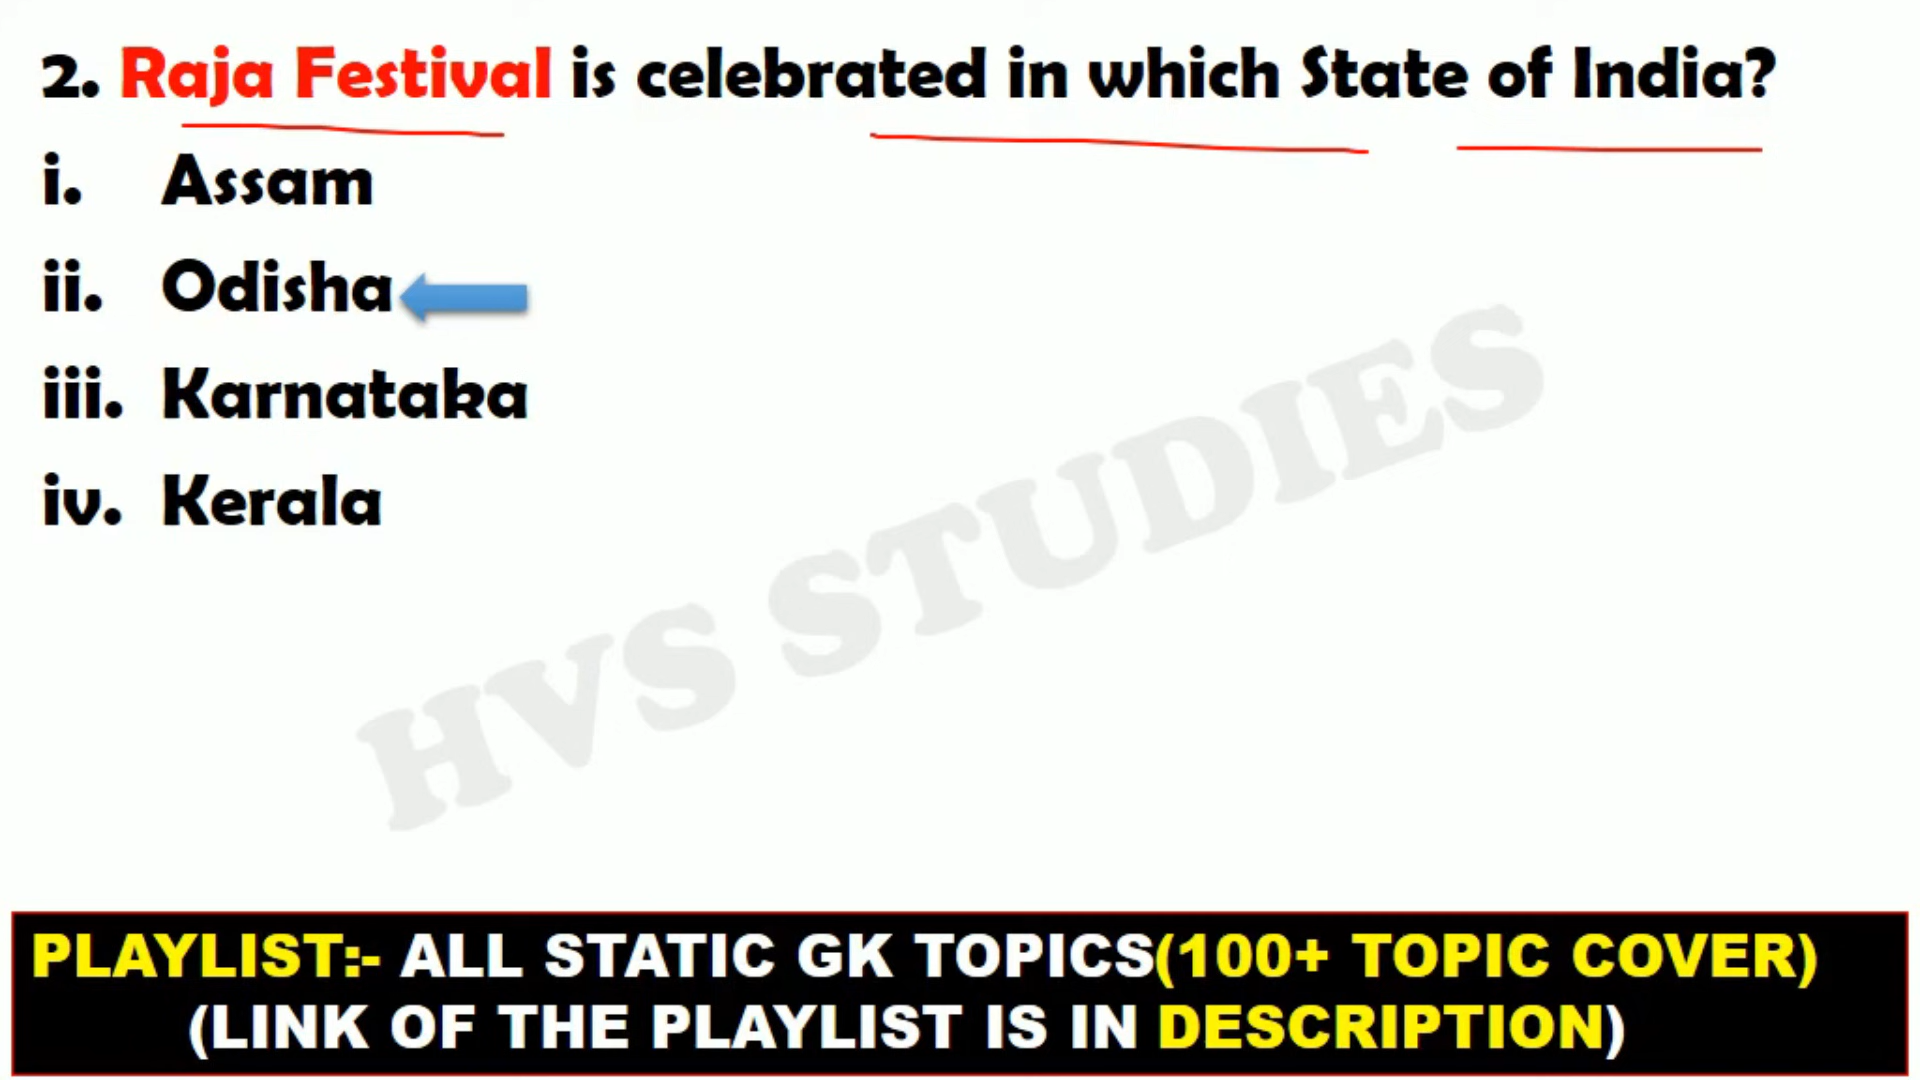 2. Raja Festival is celebrated in which State of India?
i. Assam
ii. Odisha
iii. Karnataka
iv. Kerala
HVS STUDIES
PLAYLIST:- ALL STATIC GK TOPICS(100+ TOPIC COVER)
(LINK OF THE PLAYLIST IS IN DESCRIPTION)